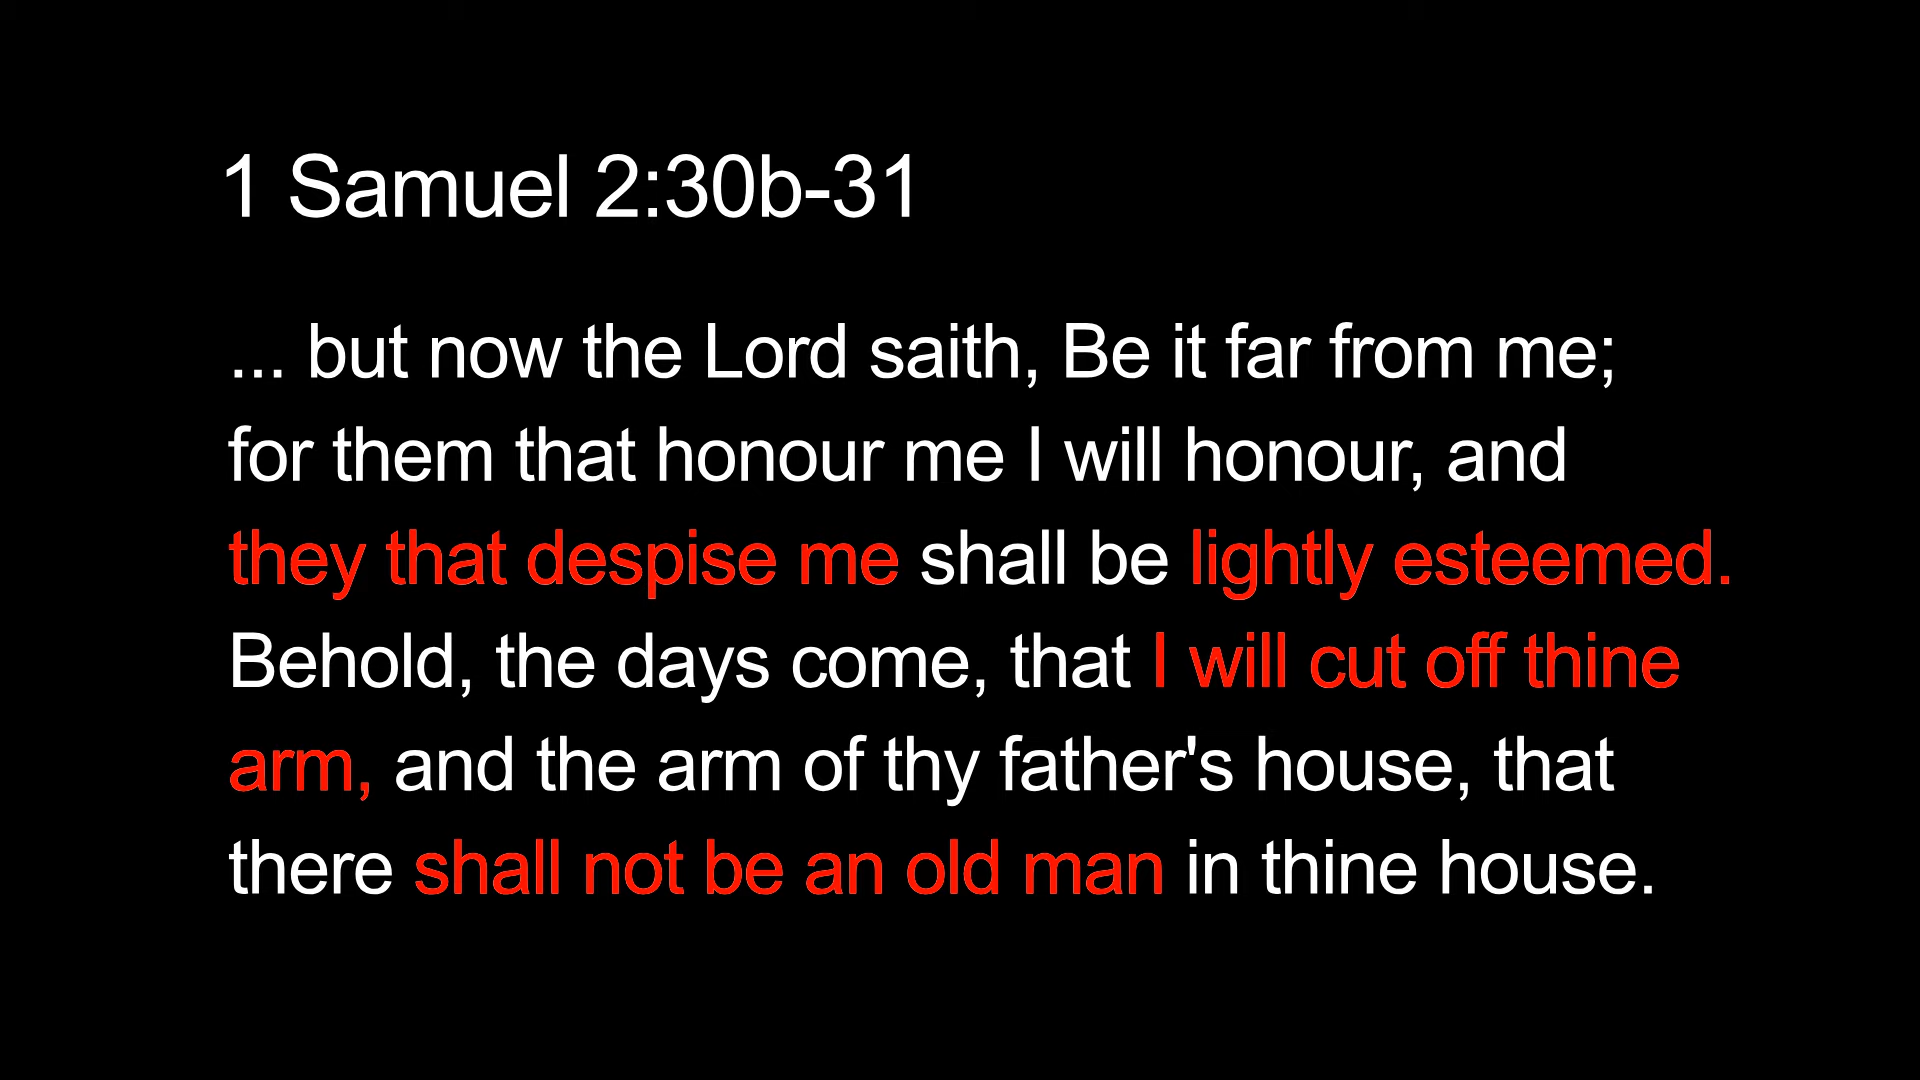 1 Samuel 2:30b-31
... but now the Lord saith, Be it far from me;
for them that honour me I will honour, and
they that despise me shall be lightly esteemed.
Behold, the days come, that I will cut off thine
arm, and the arm of thy father's house, that
there shall not be an old man in thine house.